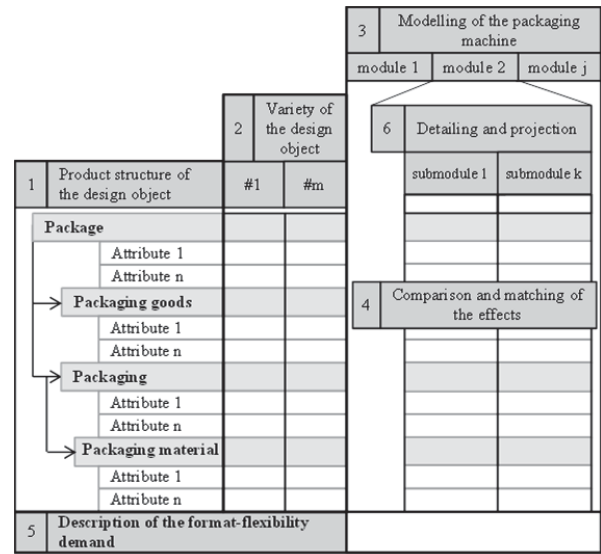 3 Modelling of the packaging
machine
module 1 module 2 module j
2 Variety of
the design
object
6 Detailing and projection
1 Product structure of
the design object
#1 #m
submodule 1 submodule k
Package
Attribute 1
Attribute n
Packaging goods
4 Comparison and matching of
the effects
Attribute 1
Attribute n
Packaging
Attribute 1
Attribute n
Packaging material
Attribute 1
Attribute n
5 Description of the format-flexibility
demand